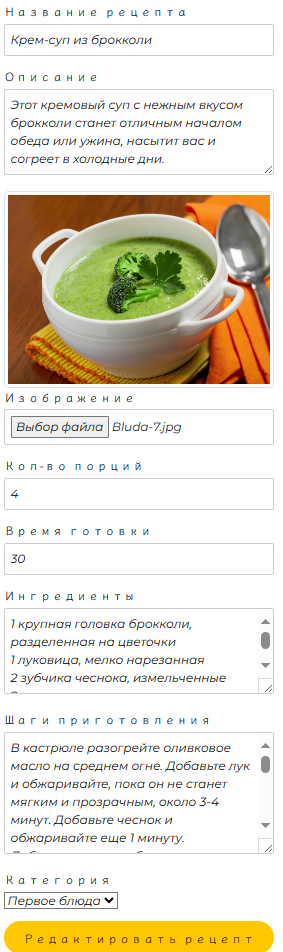 Название рецепта
Крем-суп из брокколи
Описание
Этот кремовый суп с нежным вкусом
брокколи станет отличным началом
обеда или ужина, насытит вас и
согреет в холодные дни.
Изображение
Выбор файла Bluda-7.jpg
Кол-во порций
4
Время готовки
30
Ингредиенты
1 крупная головка брокколи,
разделенная на цветочки
1 луковица, мелко нарезанная
2 зубчика чеснока, измельченные
Шаги приготовления
В кастрюле разогрейте оливковое
масло на среднем огне. Добавьте лук
и обжаривайте, пока он не станет
мягким и прозрачным, около 3-4
минут. Добавьте чеснок и
обжаривайте еще 1 минуту.
Категория
Первое блюда
Редактировать рецепт